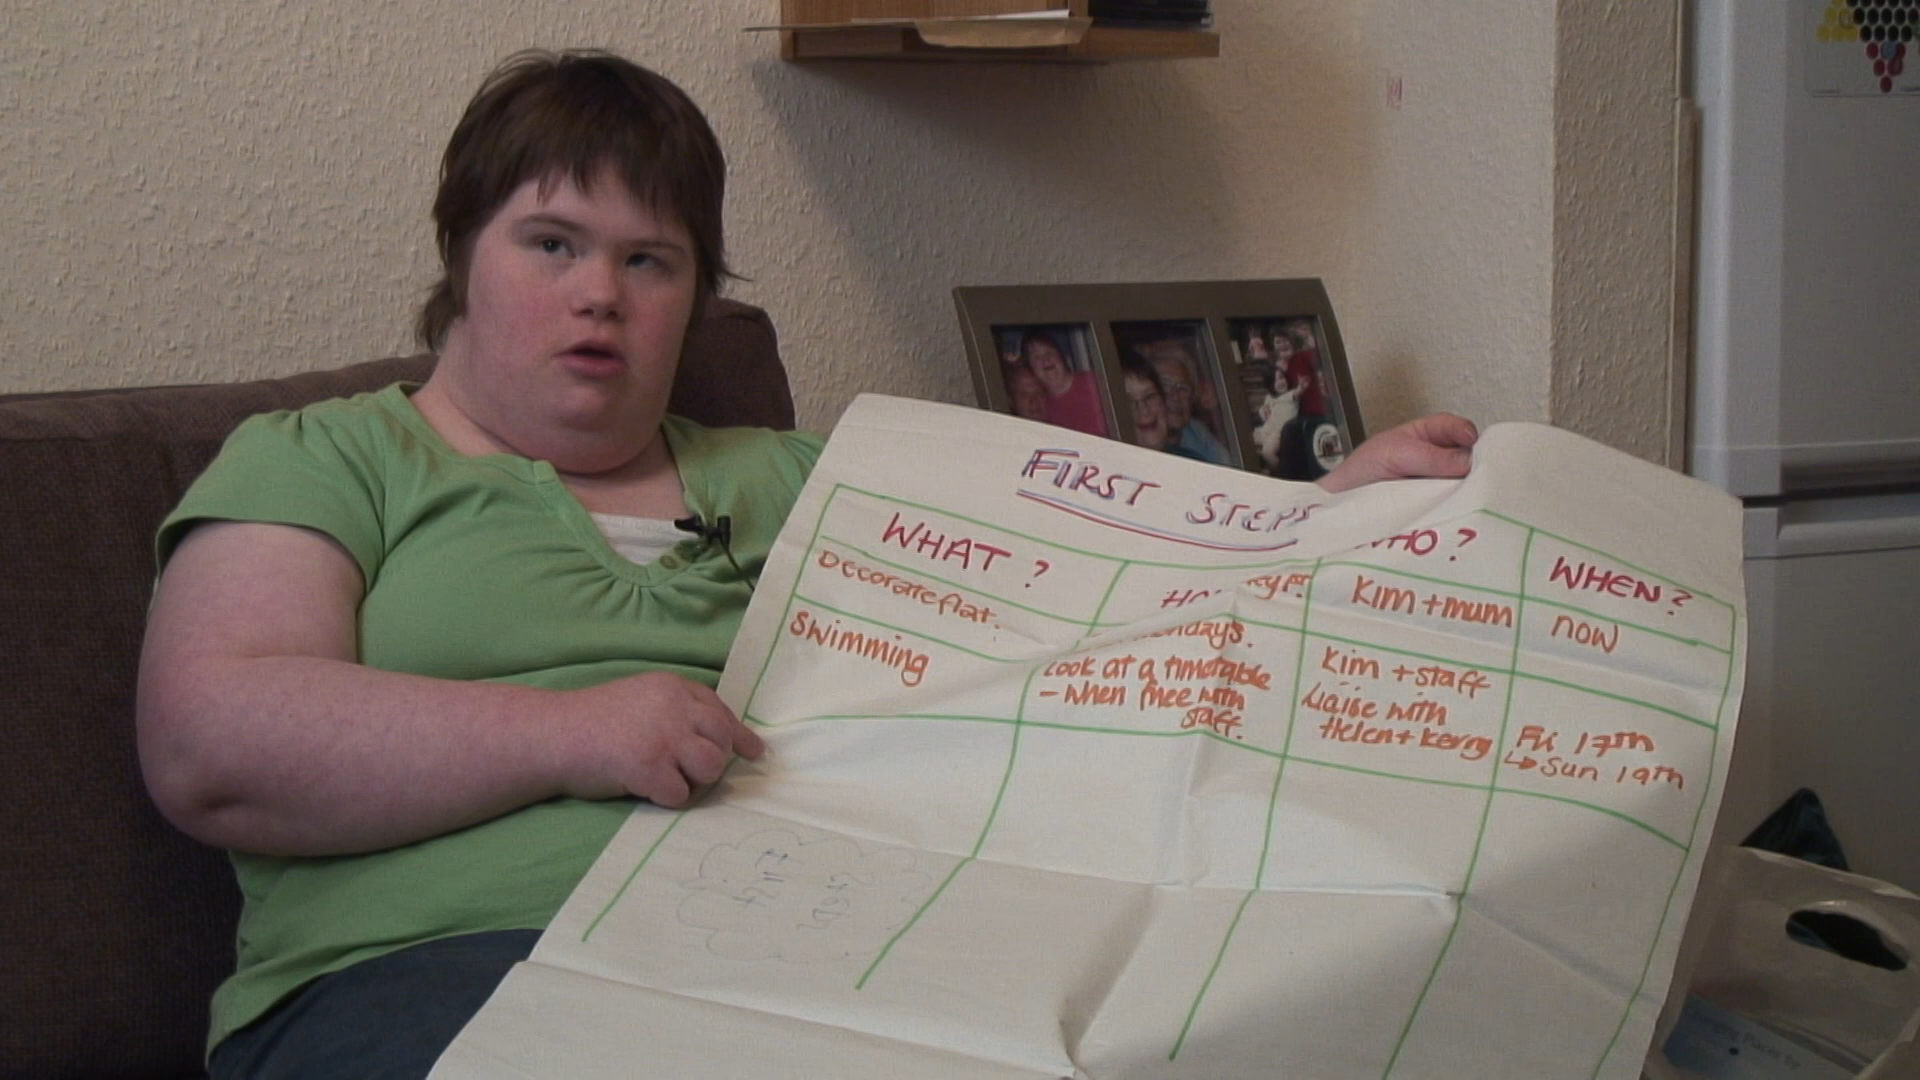 FIRST STEPS
WHAT?
WHO?
WHEN?
Decorate flat.
Kim + mum
now
Swimming
Look at a timetable
- when free with
staff.
Kim + staff
Liaise with
Helen + Kerry
Fri 17th
↳ Sun 19th